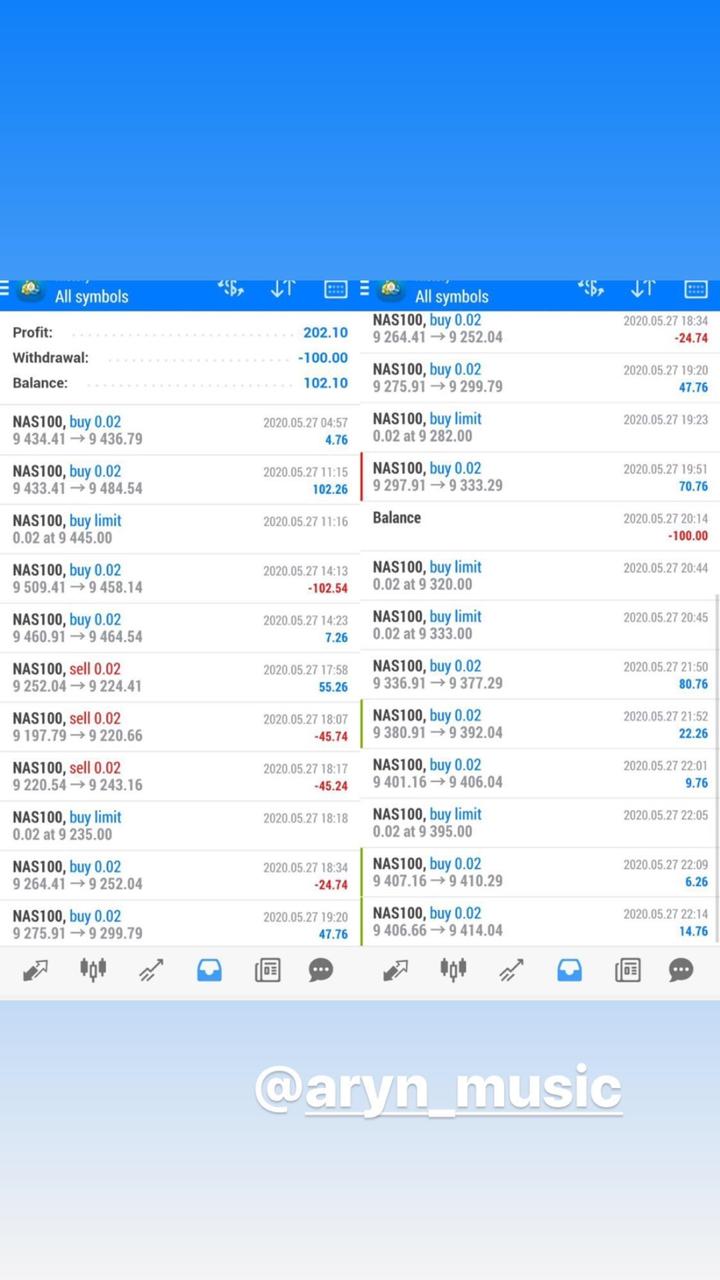 All symbols
Profit: 202.10
Withdrawal: -100.00
Balance: 102.10
NAS100, buy 0.02 2020.05.27 04:57
9 434.41 → 9 436.79 4.76
NAS100, buy 0.02 2020.05.27 11:15
9 433.41 → 9 484.54 102.26
NAS100, buy limit 2020.05.27 11:16
0.02 at 9 445.00
NAS100, buy 0.02 2020.05.27 14:13
9 509.41 → 9 458.14 -102.54
NAS100, buy 0.02 2020.05.27 14:23
9 460.91 → 9 464.54 7.26
NAS100, sell 0.02 2020.05.27 17:58
9 252.04 → 9 224.41 55.26
NAS100, sell 0.02 2020.05.27 18:07
9 197.79 → 9 220.66 -45.74
NAS100, sell 0.02 2020.05.27 18:17
9 220.54 → 9 243.16 -45.24
NAS100, buy limit 2020.05.27 18:18
0.02 at 9 235.00
NAS100, buy 0.02 2020.05.27 18:34
9 264.41 → 9 252.04 -24.74
NAS100, buy 0.02 2020.05.27 19:20
9 275.91 → 9 299.79 47.76
All symbols
NAS100, buy 0.02 2020.05.27 18:34
9 264.41 → 9 252.04 -24.74
NAS100, buy 0.02 2020.05.27 19:20
9 275.91 → 9 299.79 47.76
NAS100, buy limit 2020.05.27 19:23
0.02 at 9 282.00
NAS100, buy 0.02 2020.05.27 19:51
9 297.91 → 9 333.29 70.76
Balance 2020.05.27 20:14
-100.00
NAS100, buy limit 2020.05.27 20:44
0.02 at 9 320.00
NAS100, buy limit 2020.05.27 20:45
0.02 at 9 333.00
NAS100, buy 0.02 2020.05.27 21:50
9 336.91 → 9 377.29 80.76
NAS100, buy 0.02 2020.05.27 21:52
9 380.91 → 9 392.04 22.26
NAS100, buy 0.02 2020.05.27 22:01
9 401.16 → 9 406.04 9.76
NAS100, buy limit 2020.05.27 22:05
0.02 at 9 395.00
NAS100, buy 0.02 2020.05.27 22:09
9 407.16 → 9 410.29 6.26
NAS100, buy 0.02 2020.05.27 22:14
9 406.66 → 9 414.04 14.76
@aryn_music